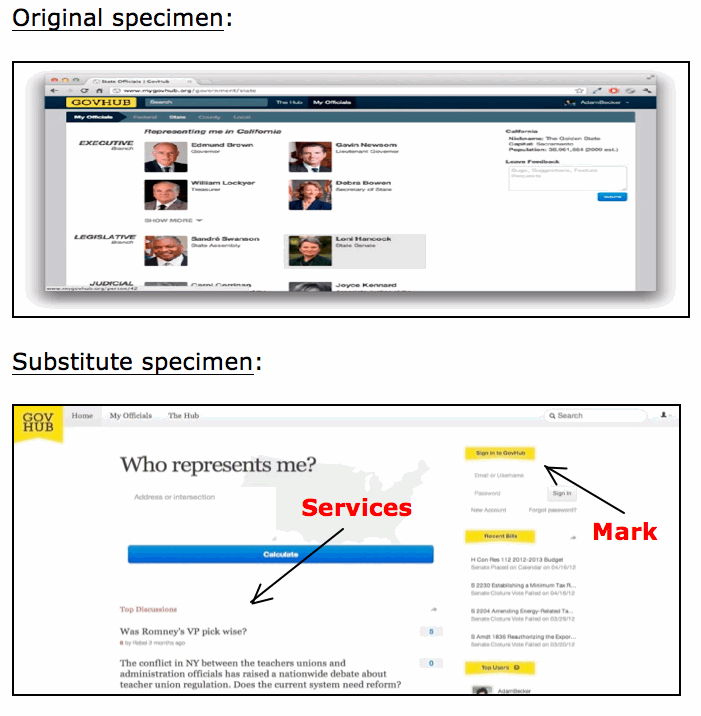 Original specimen:
State Officials | GovHub
www.mygovhub.org/government/state
GOVHUB
Search
The Hub
My Officials
AdamBecker
My Officials
Federal
State
County
Local
Representing me in California
EXECUTIVE
Branch
Edmund Brown
Governor
Gavin Newsom
Lieutenant Governor
William Lockyer
Treasurer
Debra Bowen
Secretary of State
SHOW MORE
LEGISLATIVE
Branch
Sandré Swanson
State Assembly
Loni Hancock
State Senate
JUDICIAL
Carol Corrigan
Joyce Kennard
www.mygovhub.org/person/42
California
Nickname: The Golden State
Capital: Sacramento
Leave Feedback
Bugs, Suggestions, Feature
Requests
Substitute specimen:
GOV
HUB
Home
My Officials
The Hub
Search
Who represents me?
Address or intersection
Calculate
Services
Mark
Sign in to GovHub
Email or Username
Password
Sign In
New Account
Forgot password?
Recent Bills
H Con Res 112 2012-2013 Budget
Senate Placed on Calendar on 04/16/12
S 2230 Establishing a Minimum Tax R...
Senate Cloture Vote Failed on 04/16/12
S 2204 Amending Energy-Related Ta...
Senate Cloture Vote Failed on 03/29/12
S Amdt 1836 Reauthorizing the Expor...
Senate Cloture Vote Failed on 03/20/12
Top Users
AdamBecker
Top Discussions
Was Romney's VP pick wise?
5
6 by Rebel 3 months ago
The conflict in NY between the teachers unions and
0
administration officials has raised a nationwide debate about
teacher union regulation. Does the current system need reform?